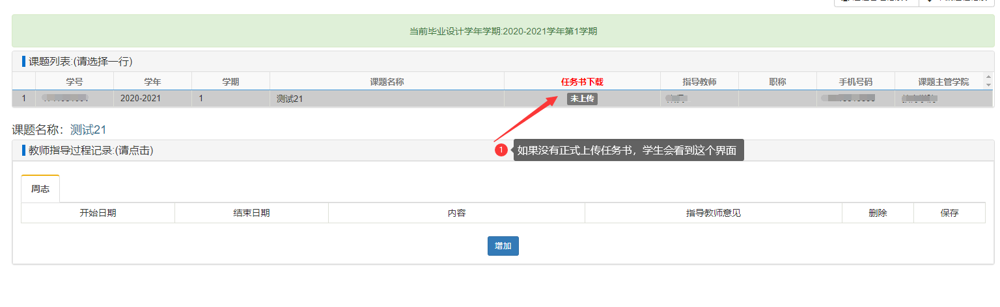 当前毕业设计学年学期:2020-2021学年第1学期
课题列表:(请选择一行)
学号 学年 学期 课题名称 任务书下载 指导教师 职称 手机号码 课题主管学院
1 2020-2021 1 测试21 未上传
课题名称：测试21
教师指导过程记录:(请点击)
1 如果没有正式上传任务书，学生会看到这个界面
周志
开始日期 结束日期 内容 指导教师意见 删除 保存
增加